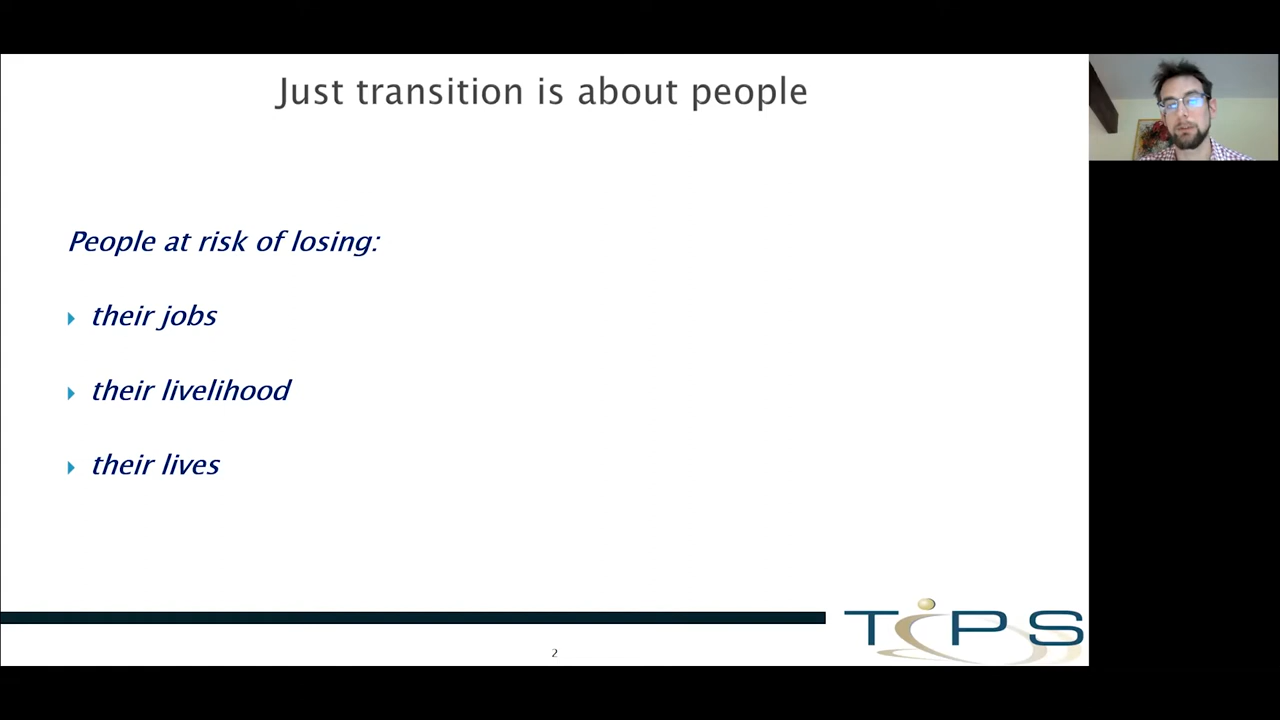 Just transition is about people
People at risk of losing:
their jobs
their livelihood
their lives
TiPS
2